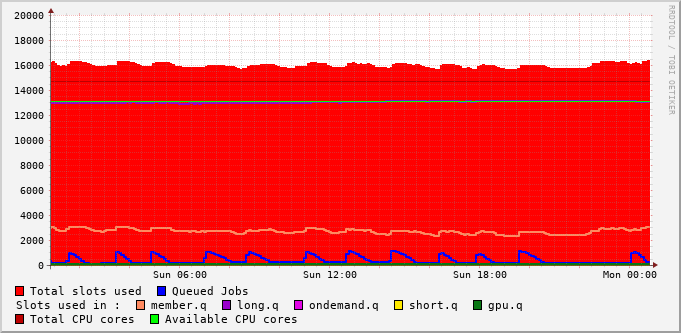 20000
18000
16000
14000
12000
10000
8000
6000
4000
2000
0
Sun 06:00 Sun 12:00 Sun 18:00 Mon 00:00
Total slots used Queued Jobs
Slots used in : member.q long.q ondemand.q short.q gpu.q
Total CPU cores Available CPU cores
RRDTOOL / TOBI OETIKER